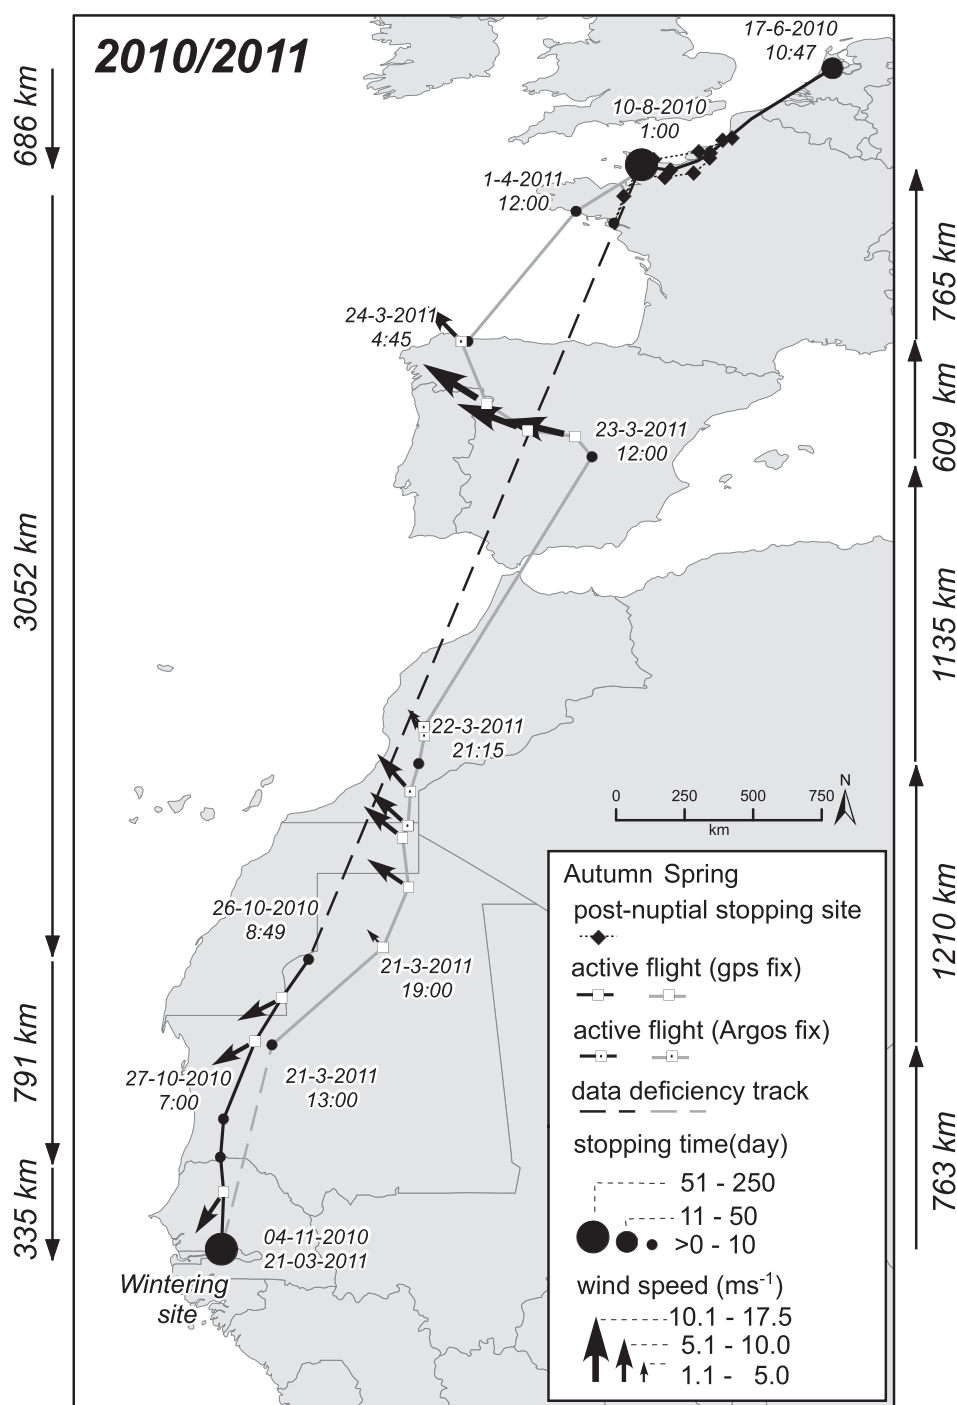 2010/2011
17-6-2010
10:47
10-8-2010
1:00
1-4-2011
12:00
24-3-2011
4:45
23-3-2011
12:00
22-3-2011
21:15
26-10-2010
8:49
21-3-2011
19:00
27-10-2010
7:00
21-3-2011
13:00
04-11-2010
21-03-2011
Wintering
site
686 km
3052 km
791 km
335 km
765 km
609 km
1135 km
1210 km
763 km
N
0 250 500 750
km
Autumn Spring
post-nuptial stopping site
active flight (gps fix)
active flight (Argos fix)
data deficiency track
stopping time(day)
51 - 250
11 - 50
>0 - 10
wind speed (ms⁻¹)
10.1 - 17.5
5.1 - 10.0
1.1 - 5.0